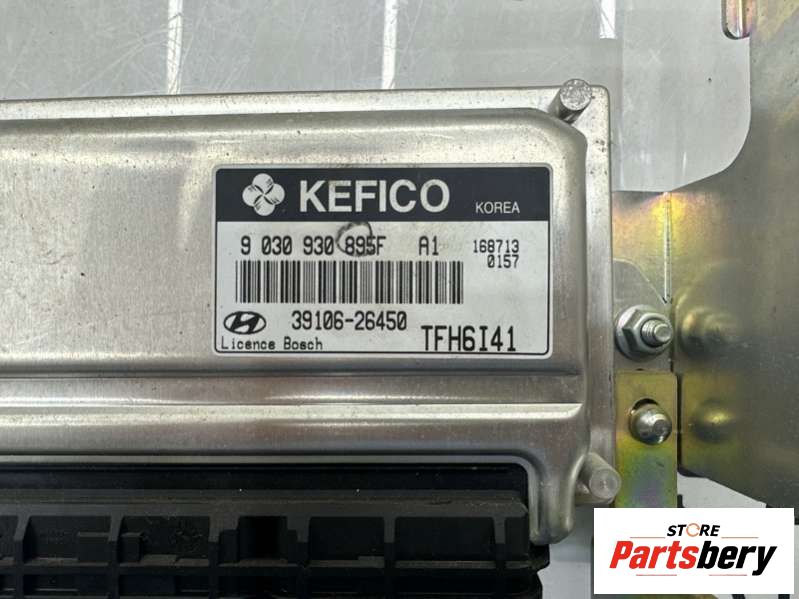 KEFICO KOREA
9 030 930 895F A1 168713
0157
39106-26450
Licence Bosch TFH6I41
STORE
Partsbery